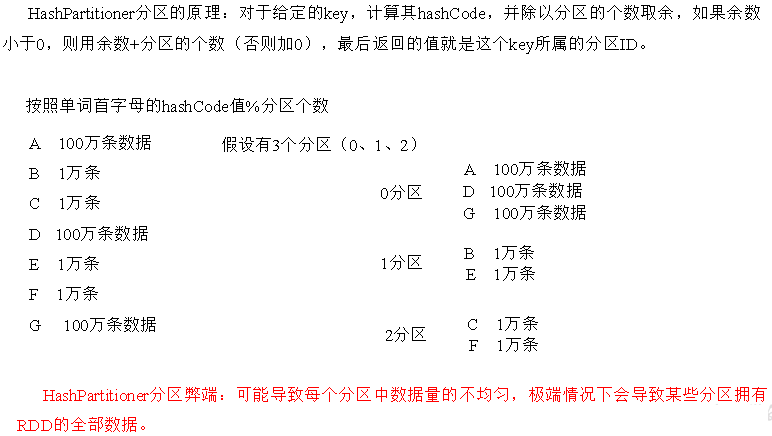 HashPartitioner分区的原理：对于给定的key，计算其hashCode，并除以分区的个数取余，如果余数
小于0，则用余数+分区的个数（否则加0），最后返回的值就是这个key所属的分区ID。
按照单词首字母的hashCode值%分区个数
A 100万条数据
假设有3个分区（0、1、2）
B 1万条
C 1万条
D 100万条数据
E 1万条
F 1万条
G 100万条数据
0分区
A 100万条数据
D 100万条数据
G 100万条数据
1分区
B 1万条
E 1万条
2分区
C 1万条
F 1万条
HashPartitioner分区弊端：可能导致每个分区中数据量的不均匀，极端情况下会导致某些分区拥有
RDD的全部数据。